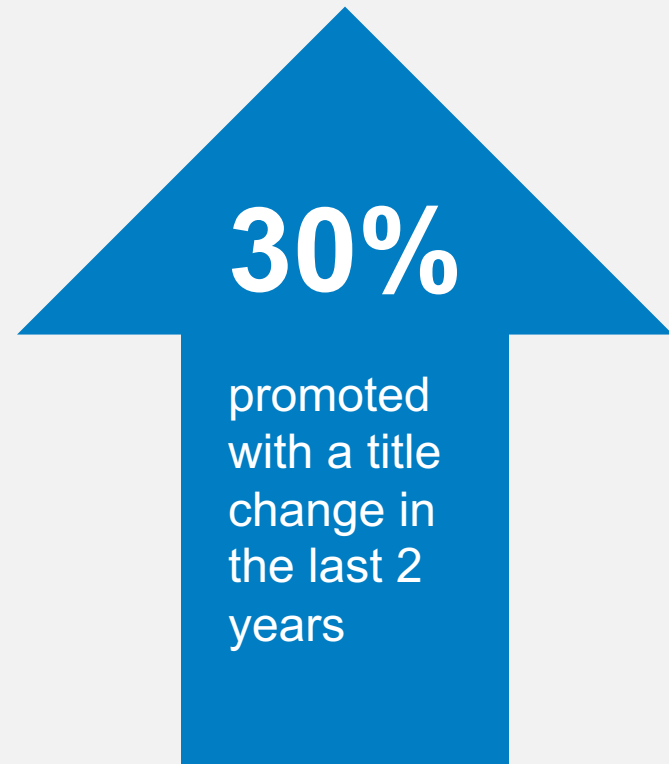 30%
promoted
with a title
change in
the last 2
years